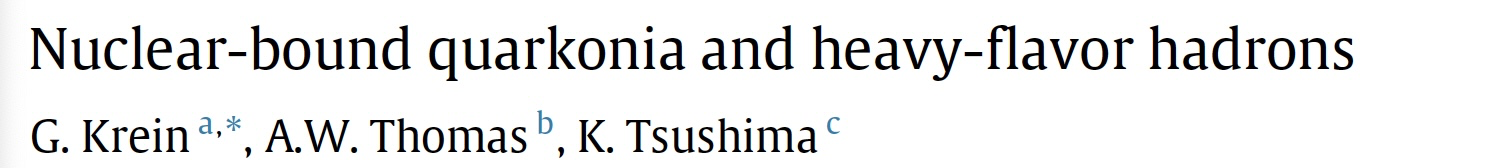 Nuclear-bound quarkonia and heavy-flavor hadrons
G. Krein a,*, A.W. Thomas b, K. Tsushima c